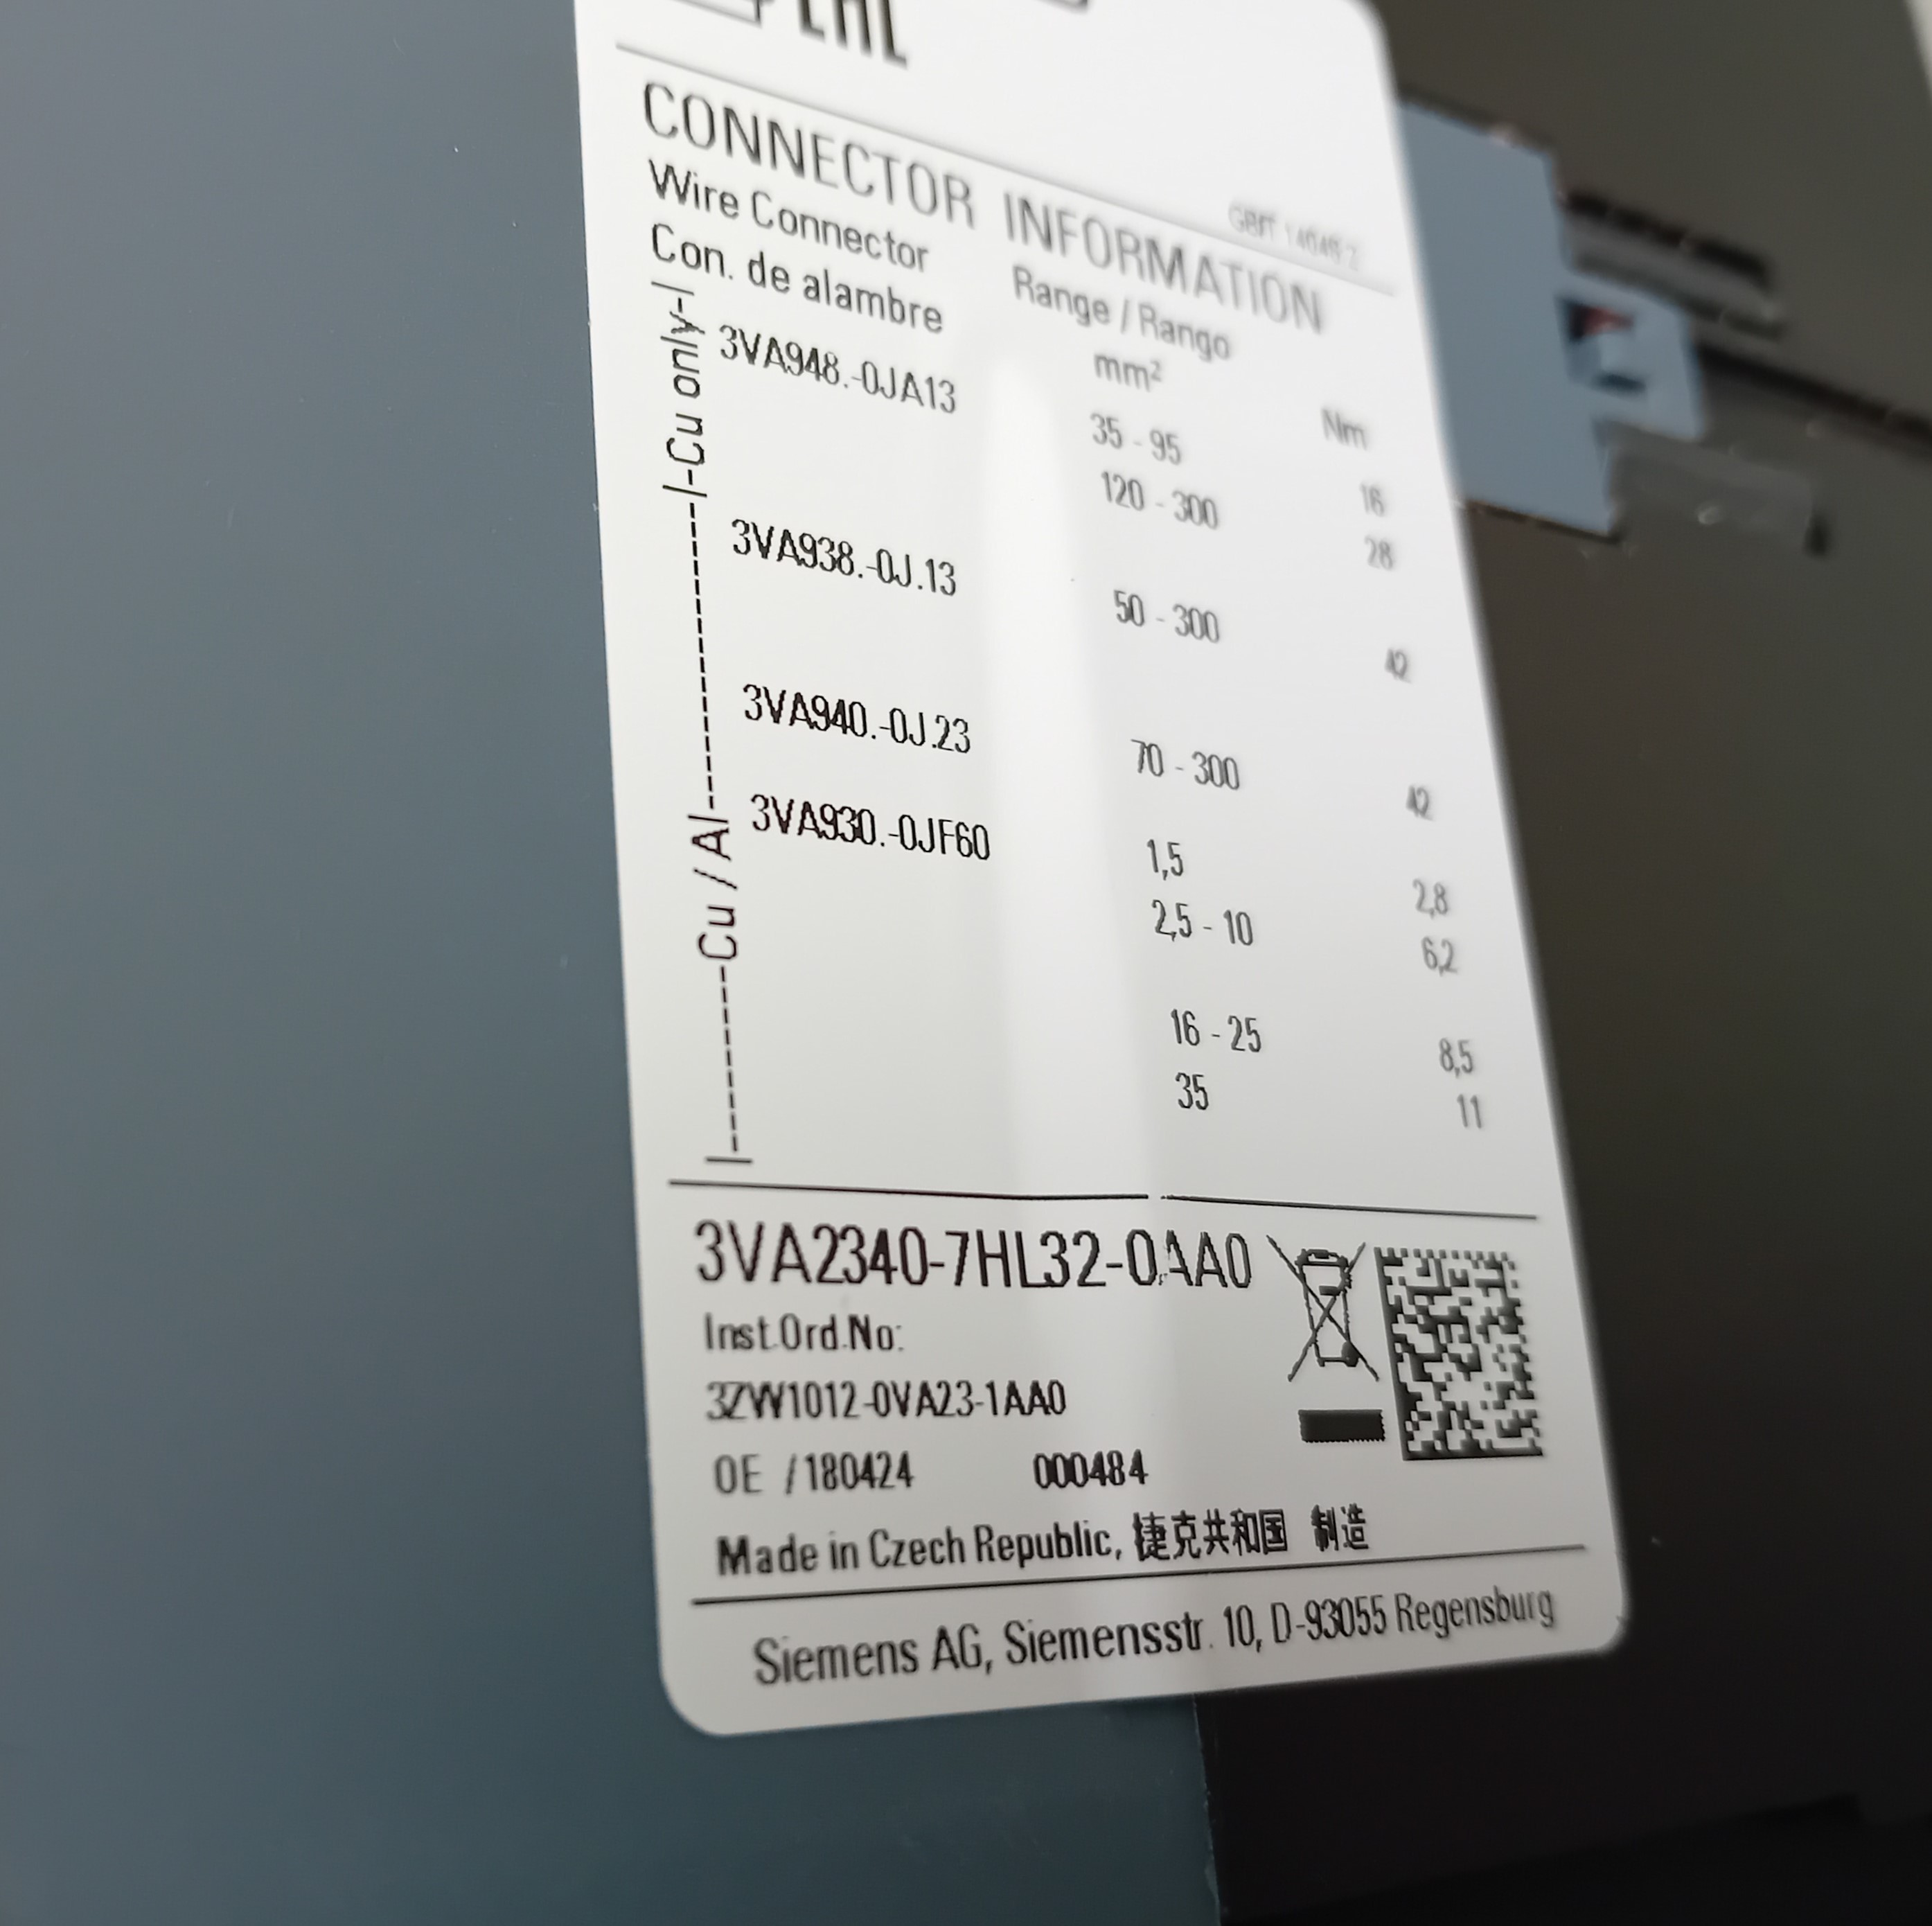 EAC
GB/T 14048.2
CONNECTOR INFORMATION
Wire Connector Range / Rango
Con. de alambre mm² Nm
|-Cu only-|
3VA948.-0JA13 35 - 95 16
120 - 300 28
|----------Cu / Al----------|
3VA938.-0J.13 50 - 300 42
3VA940.-0J.23 70 - 300 42
3VA930.-0JF60 1,5 2,8
2,5 - 10 6,2
16 - 25 8,5
35 11
3VA2340-7HL32-0AA0
Inst.Ord.No:
3ZW1012-0VA23-1AA0
OE /180424 000484
Made in Czech Republic, 捷克共和国 制造
Siemens AG, Siemensstr. 10, D-93055 Regensburg